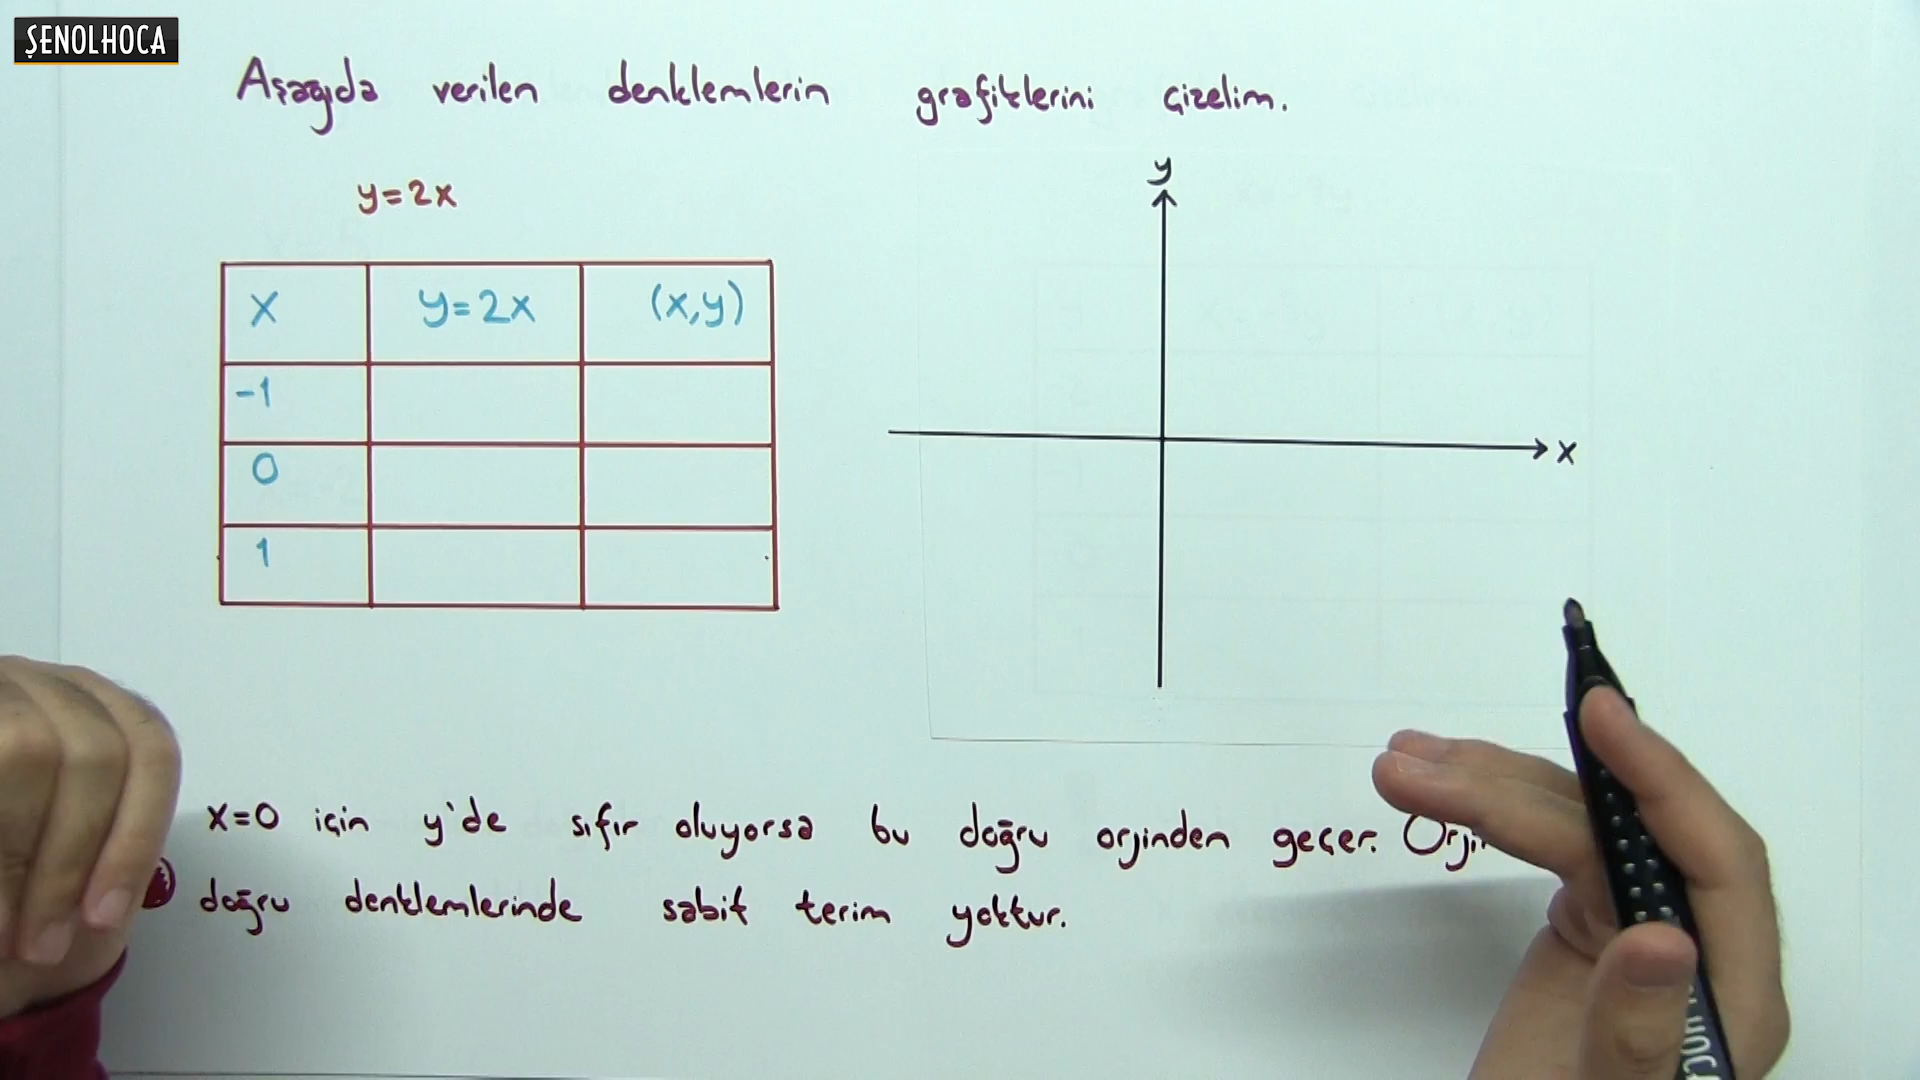 ŞENOLHOCA
Aşağıda verilen denklemlerin grafiklerini çizelim.
y=2x
x y=2x (x,y)
-1
0
1
y
x
x=0 için y'de sıfır oluyorsa bu doğru orjinden geçer.
doğru denklemlerinde sabit terim yoktur.